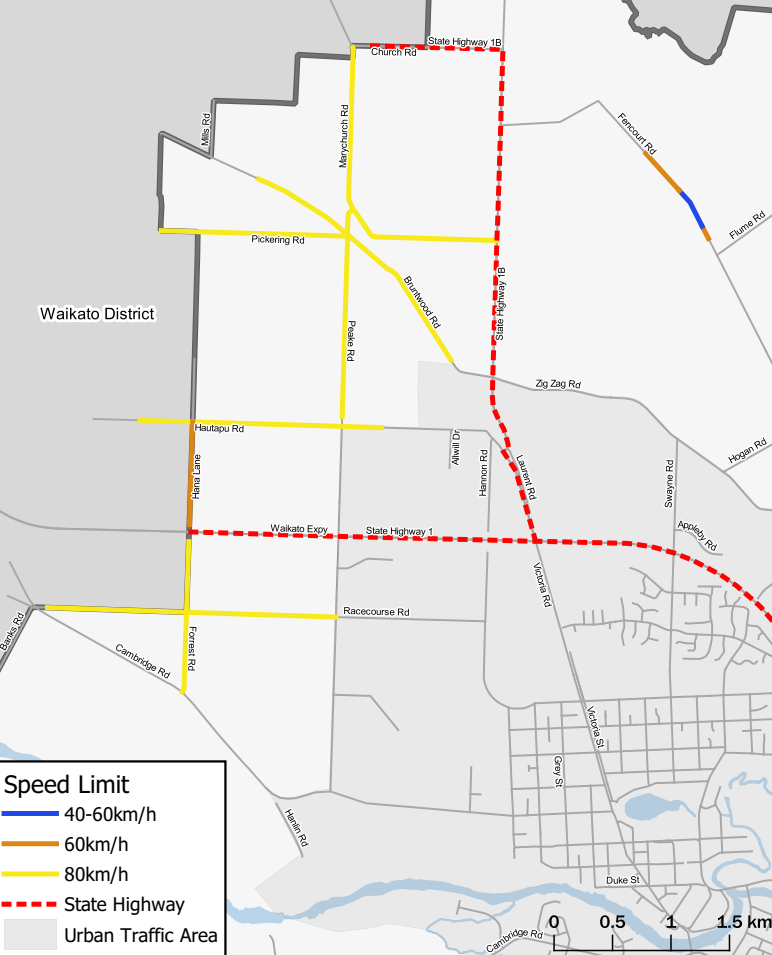 State Highway 1B
Church Rd
Mills Rd
Marychurch Rd
Fencourt Rd
Flume Rd
Pickering Rd
Waikato District
Bruntwood Rd
State Highway 1B
Peake Rd
Zig Zag Rd
Hautapu Rd
Allwill Dr
Hannon Rd
Laurent Rd
Swayne Rd
Hogan Rd
Hana Lane
Waikato Expy
State Highway 1
Appleby Rd
Victoria Rd
Racecourse Rd
Banks Rd
Cambridge Rd
Forrest Rd
Victoria St
Grey St
Hanlin Rd
Duke St
Cambridge Rd
Speed Limit
40-60km/h
60km/h
80km/h
State Highway
Urban Traffic Area
0 0.5 1 1.5 km